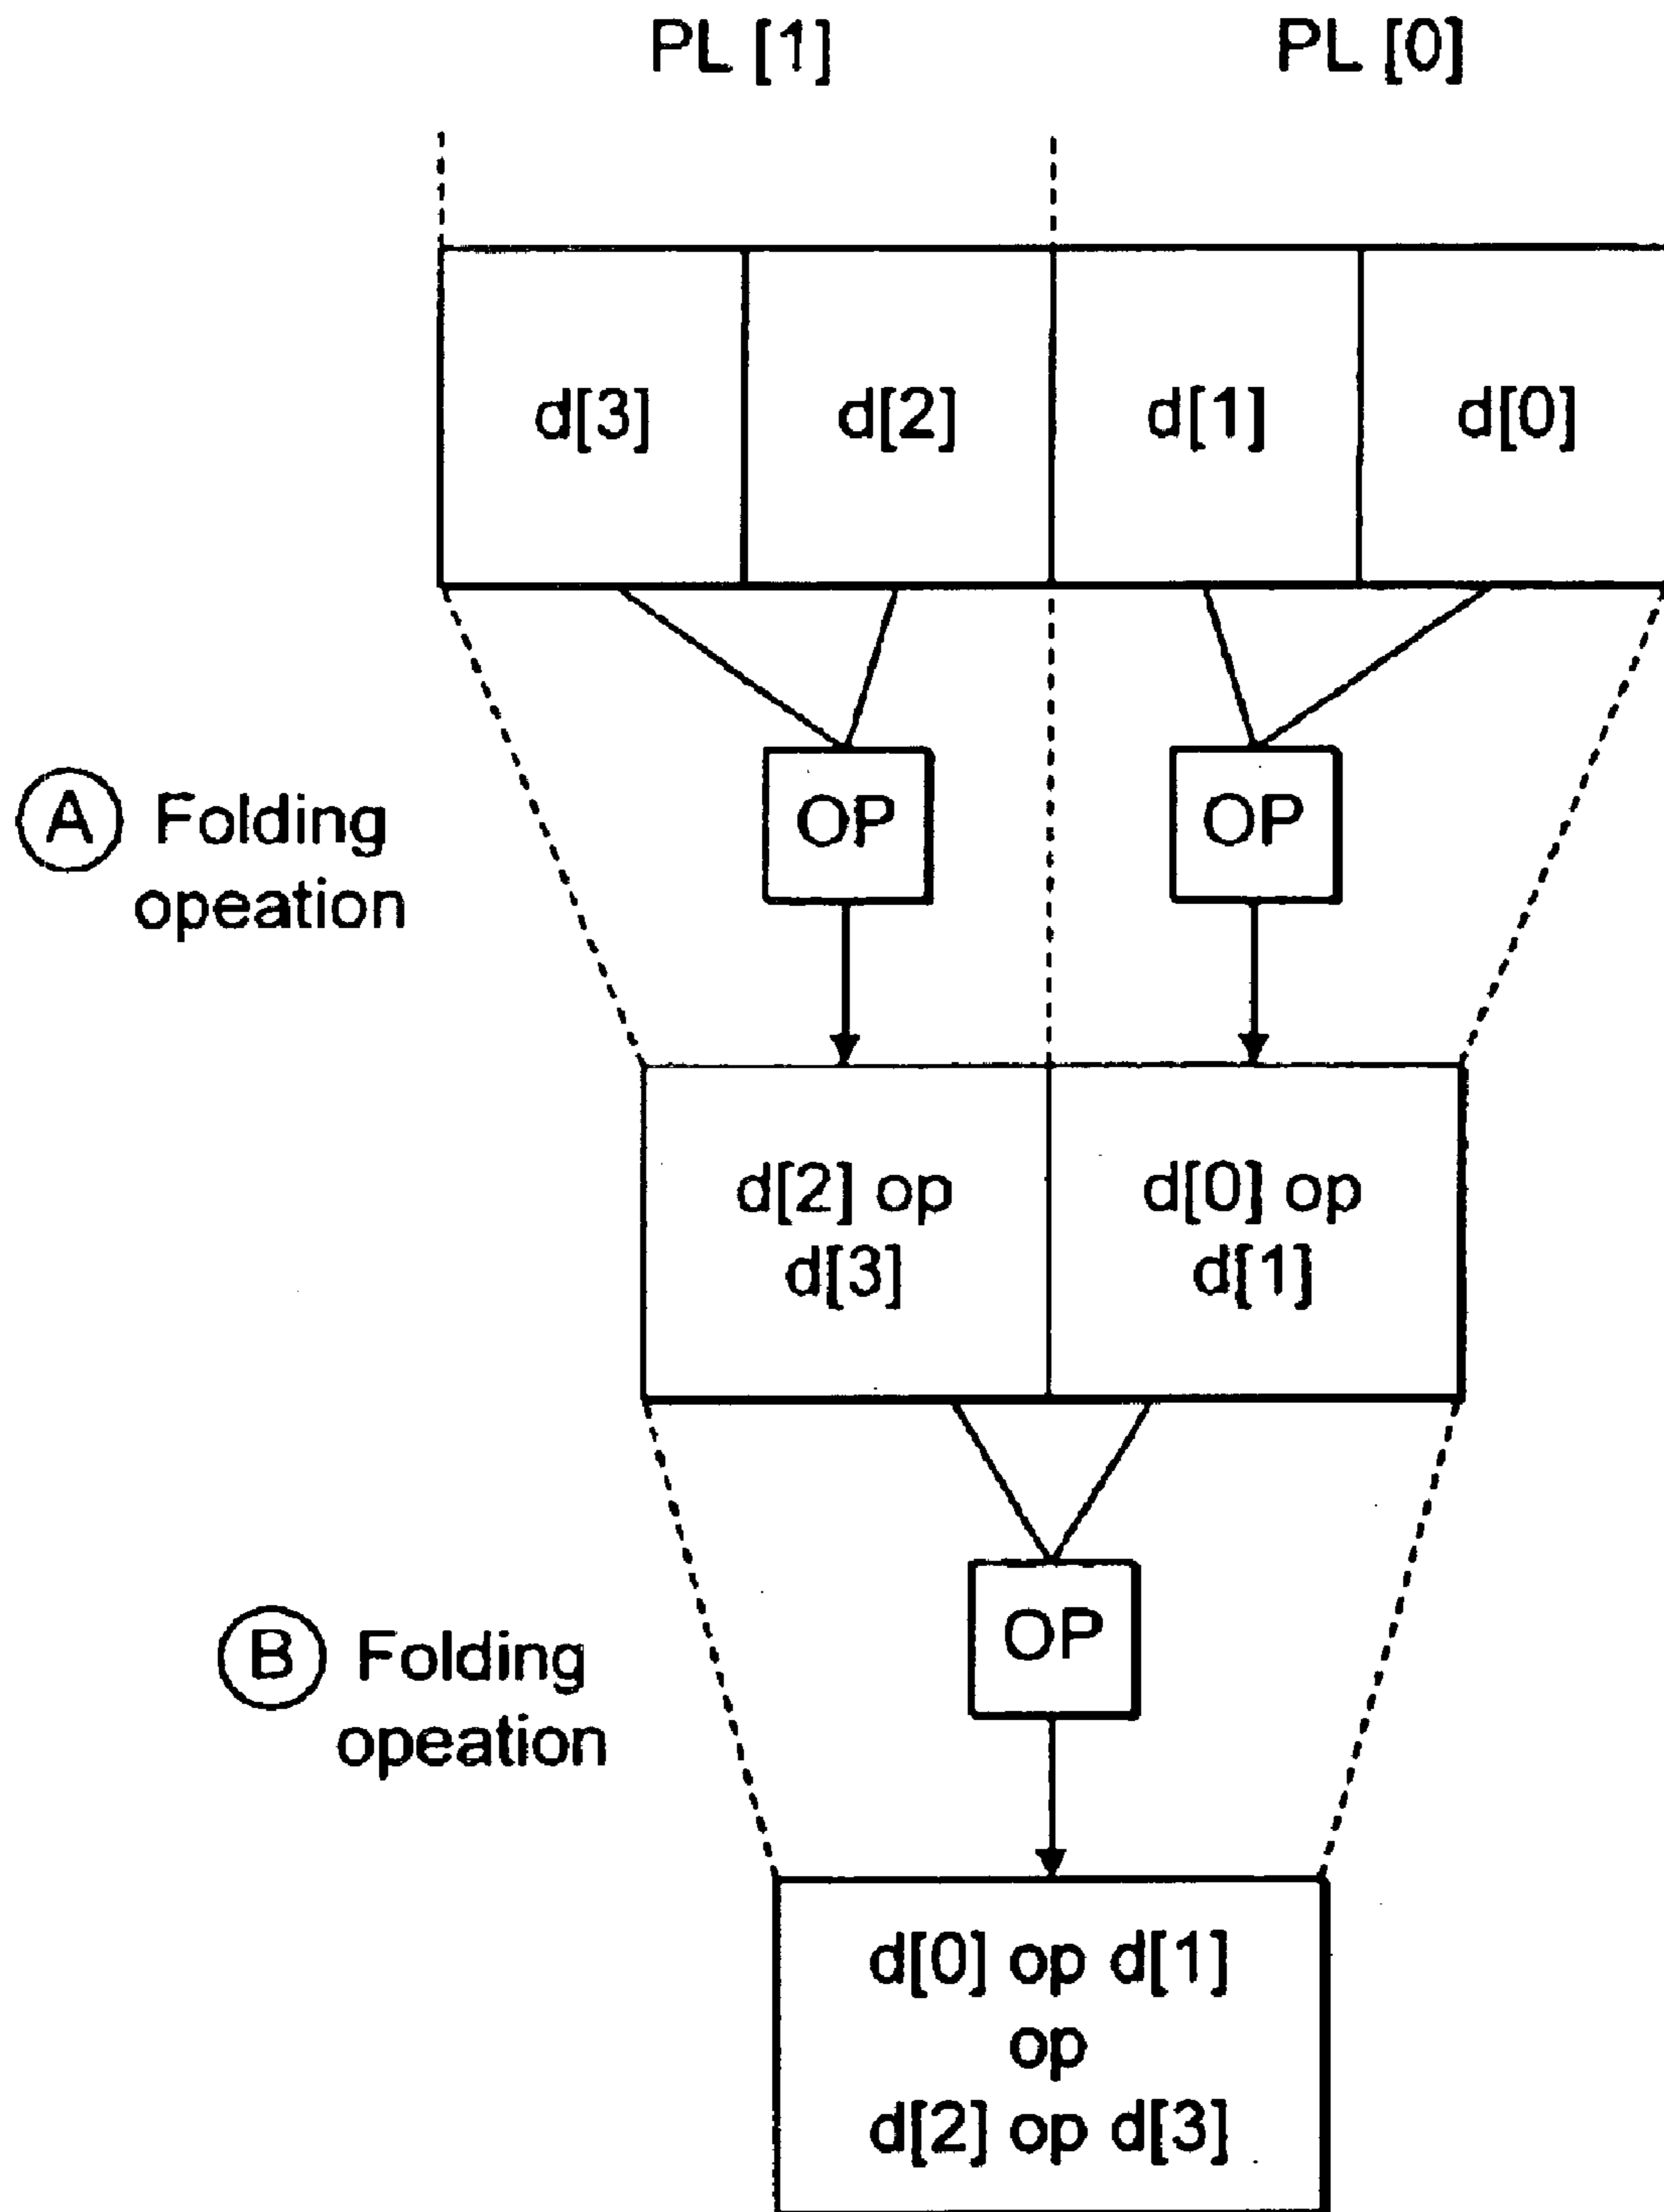 PL [1] PL [0]
d[3] d[2] d[1] d[0]
OP OP
A Folding
opeation
d[2] op
d[3]
d[0] op
d[1]
OP
B Folding
opeation
d[0] op d[1]
op
d[2] op d[3]